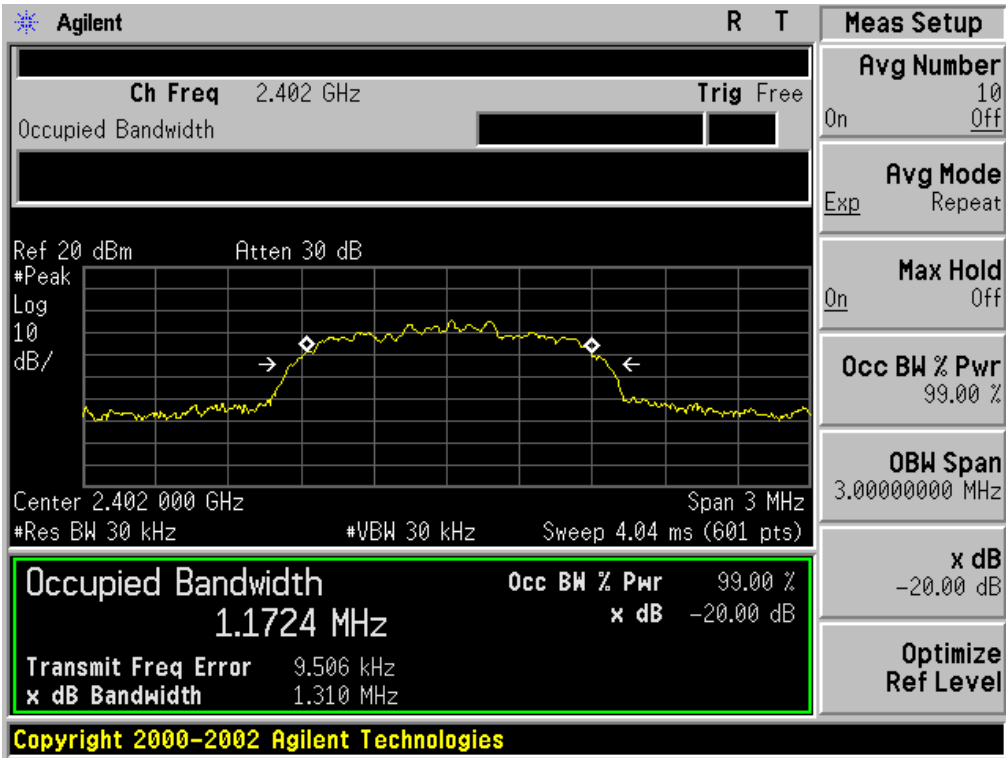 Agilent R T
Ch Freq 2.402 GHz Trig Free
Occupied Bandwidth
Ref 20 dBm Atten 30 dB
#Peak
Log
10
dB/
Center 2.402 000 GHz Span 3 MHz
#Res BW 30 kHz #VBW 30 kHz Sweep 4.04 ms (601 pts)
Occupied Bandwidth
1.1724 MHz
Occ BW % Pwr 99.00 %
x dB -20.00 dB
Transmit Freq Error 9.506 kHz
x dB Bandwidth 1.310 MHz
Copyright 2000-2002 Agilent Technologies
Meas Setup
Avg Number
10
On Off
Avg Mode
Exp Repeat
Max Hold
On Off
Occ BW % Pwr
99.00 %
OBW Span
3.00000000 MHz
x dB
-20.00 dB
Optimize
Ref Level